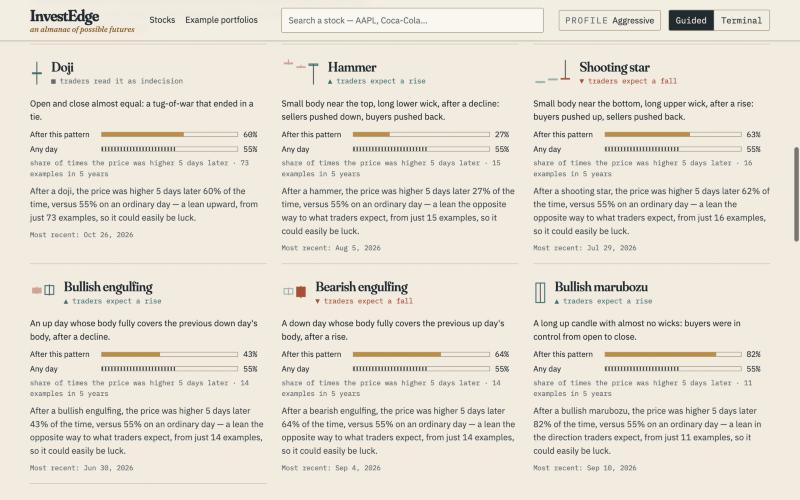 InvestEdge
an almanac of possible futures
Stocks
Example portfolios
Search a stock — AAPL, Coca-Cola…
PROFILE Aggressive
Guided
Terminal
Doji
■ traders read it as indecision
Open and close almost equal: a tug-of-war that ended in a
tie.
After this pattern
60%
Any day
55%
share of times the price was higher 5 days later · 73
examples in 5 years
After a doji, the price was higher 5 days later 60% of the
time, versus 55% on an ordinary day — a lean upward, from
just 73 examples, so it could easily be luck.
Most recent: Oct 26, 2026
Hammer
▲ traders expect a rise
Small body near the top, long lower wick, after a decline:
sellers pushed down, buyers pushed back.
After this pattern
27%
Any day
55%
share of times the price was higher 5 days later · 15
examples in 5 years
After a hammer, the price was higher 5 days later 27% of the
time, versus 55% on an ordinary day — a lean the opposite
way to what traders expect, from just 15 examples, so it
could easily be luck.
Most recent: Aug 5, 2026
Shooting star
▼ traders expect a fall
Small body near the bottom, long upper wick, after a rise:
buyers pushed up, sellers pushed back.
After this pattern
63%
Any day
55%
share of times the price was higher 5 days later · 16
examples in 5 years
After a shooting star, the price was higher 5 days later 62% of
the time, versus 55% on an ordinary day — a lean the
opposite way to what traders expect, from just 16 examples,
so it could easily be luck.
Most recent: Jul 29, 2026
Bullish engulfing
▲ traders expect a rise
An up day whose body fully covers the previous down day's
body, after a decline.
After this pattern
43%
Any day
55%
share of times the price was higher 5 days later · 14
examples in 5 years
After a bullish engulfing, the price was higher 5 days later
43% of the time, versus 55% on an ordinary day — a lean the
opposite way to what traders expect, from just 14 examples,
so it could easily be luck.
Most recent: Jun 30, 2026
Bearish engulfing
▼ traders expect a fall
A down day whose body fully covers the previous up day's
body, after a rise.
After this pattern
64%
Any day
55%
share of times the price was higher 5 days later · 14
examples in 5 years
After a bearish engulfing, the price was higher 5 days later
64% of the time, versus 55% on an ordinary day — a lean the
opposite way to what traders expect, from just 14 examples,
so it could easily be luck.
Most recent: Sep 4, 2026
Bullish marubozu
▲ traders expect a rise
A long up candle with almost no wicks: buyers were in
control from open to close.
After this pattern
82%
Any day
55%
share of times the price was higher 5 days later · 11
examples in 5 years
After a bullish marubozu, the price was higher 5 days later
82% of the time, versus 55% on an ordinary day — a lean in
the direction traders expect, from just 11 examples, so it
could easily be luck.
Most recent: Sep 10, 2026